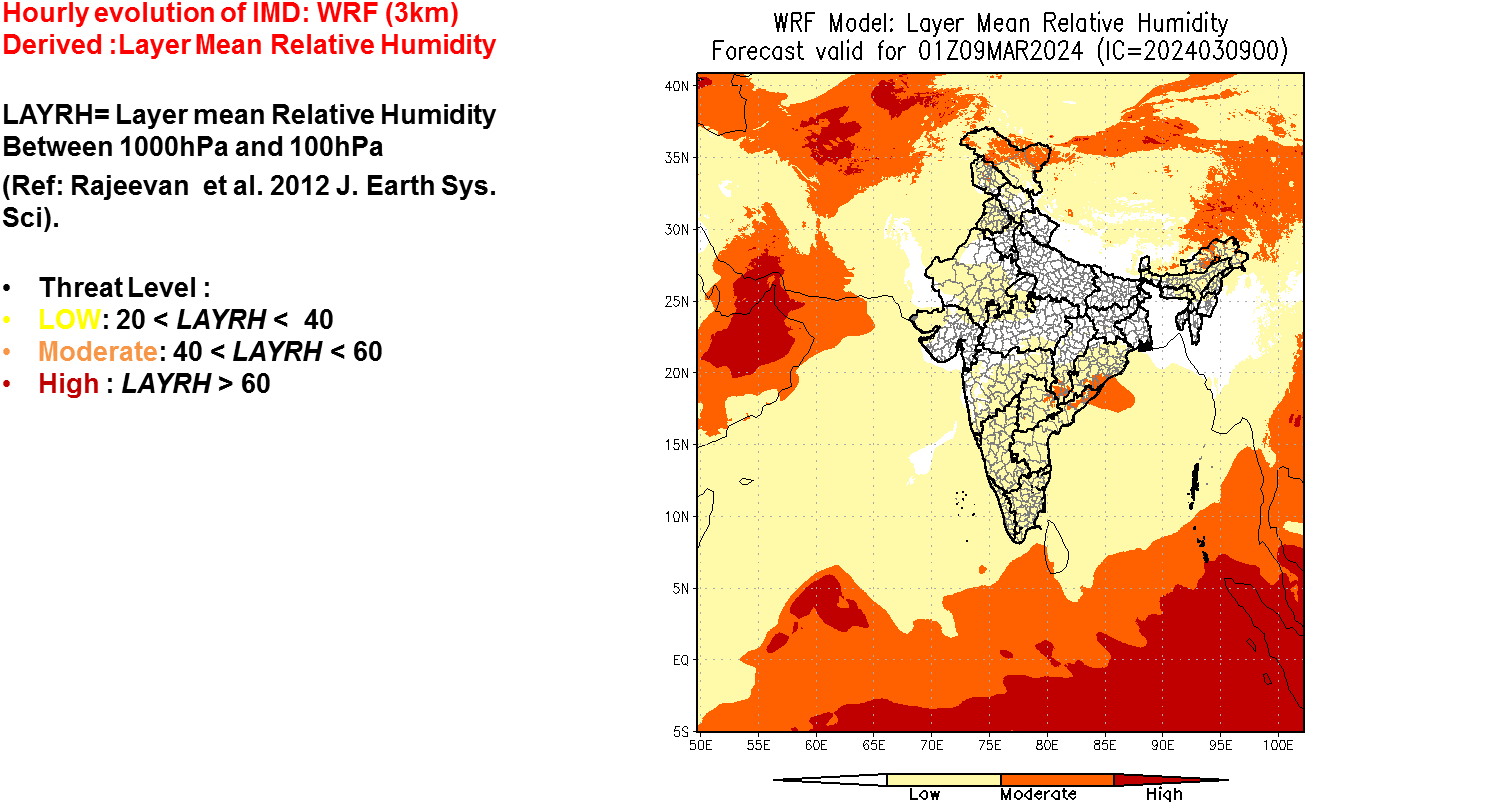 Hourly evolution of IMD: WRF (3km)
Derived :Layer Mean Relative Humidity
LAYRH= Layer mean Relative Humidity
Between 1000hPa and 100hPa
(Ref: Rajeevan et al. 2012 J. Earth Sys.
Sci).
• Threat Level :
• LOW: 20 < LAYRH < 40
• Moderate: 40 < LAYRH < 60
• High : LAYRH > 60
WRF Model: Layer Mean Relative Humidity
Forecast valid for 01Z09MAR2024 (IC=2024030900)
40N
35N
30N
25N
20N
15N
10N
5N
EQ
5S
50E 55E 60E 65E 70E 75E 80E 85E 90E 95E 100E
Low Moderate High